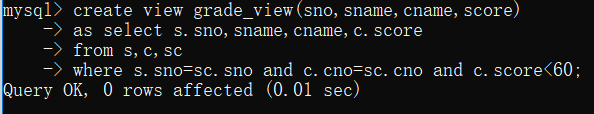 mysql> create view grade_view(sno,sname,cname,score)
    -> as select s.sno,sname,cname,c.score
    -> from s,c,sc
    -> where s.sno=sc.sno and c.cno=sc.cno and c.score<60;
Query OK, 0 rows affected (0.01 sec)